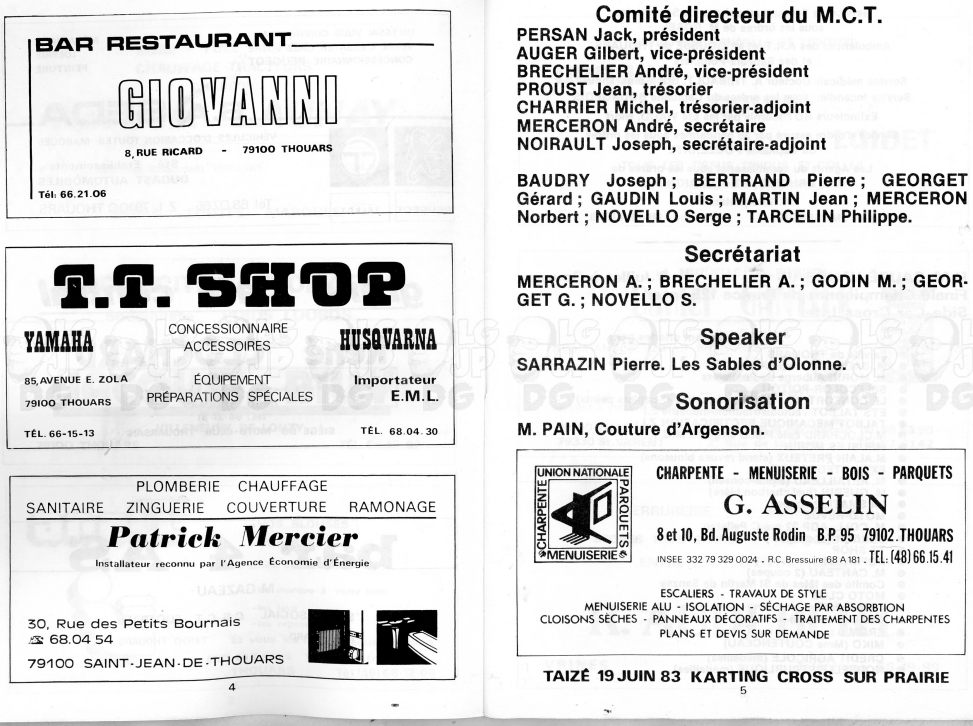 BAR RESTAURANT
GIOVANNI
8, RUE RICARD - 79100 THOUARS
Tél: 66.21.06
T.T. SHOP
YAMAHA
CONCESSIONNAIRE
ACCESSOIRES
HUSQVARNA
85, AVENUE E. ZOLA
79100 THOUARS
ÉQUIPEMENT
PRÉPARATIONS SPÉCIALES
Importateur
E.M.L.
TÉL. 66-15-13
TÉL. 68.04.30
PLOMBERIE CHAUFFAGE
SANITAIRE ZINGUERIE COUVERTURE RAMONAGE
Patrick Mercier
Installateur reconnu par l'Agence Économie d'Énergie
30, Rue des Petits Bournais
☎ 68.04 54
79100 SAINT-JEAN-DE-THOUARS
4
Comité directeur du M.C.T.
PERSAN Jack, président
AUGER Gilbert, vice-président
BRECHELIER André, vice-président
PROUST Jean, trésorier
CHARRIER Michel, trésorier-adjoint
MERCERON André, secrétaire
NOIRAULT Joseph, secrétaire-adjoint
BAUDRY Joseph ; BERTRAND Pierre ; GEORGET
Gérard ; GAUDIN Louis ; MARTIN Jean ; MERCERON
Norbert ; NOVELLO Serge ; TARCELIN Philippe.
Secrétariat
MERCERON A. ; BRECHELIER A. ; GODIN M. ; GEOR-
GET G. ; NOVELLO S.
Speaker
SARRAZIN Pierre. Les Sables d'Olonne.
Sonorisation
M. PAIN, Couture d'Argenson.
UNION NATIONALE
CHARPENTE
PARQUETS
MENUISERIE
CHARPENTE - MENUISERIE - BOIS - PARQUETS
G. ASSELIN
8 et 10, Bd. Auguste Rodin B.P. 95 79102. THOUARS
INSEE 332 79 329 0024 . R.C. Bressuire 68 A 181 . TEL: (48) 66.15.41
ESCALIERS - TRAVAUX DE STYLE
MENUISERIE ALU - ISOLATION - SÉCHAGE PAR ABSORBTION
CLOISONS SÈCHES - PANNEAUX DÉCORATIFS - TRAITEMENT DES CHARPENTES
PLANS ET DEVIS SUR DEMANDE
TAIZÉ 19 JUIN 83 KARTING CROSS SUR PRAIRIE
5